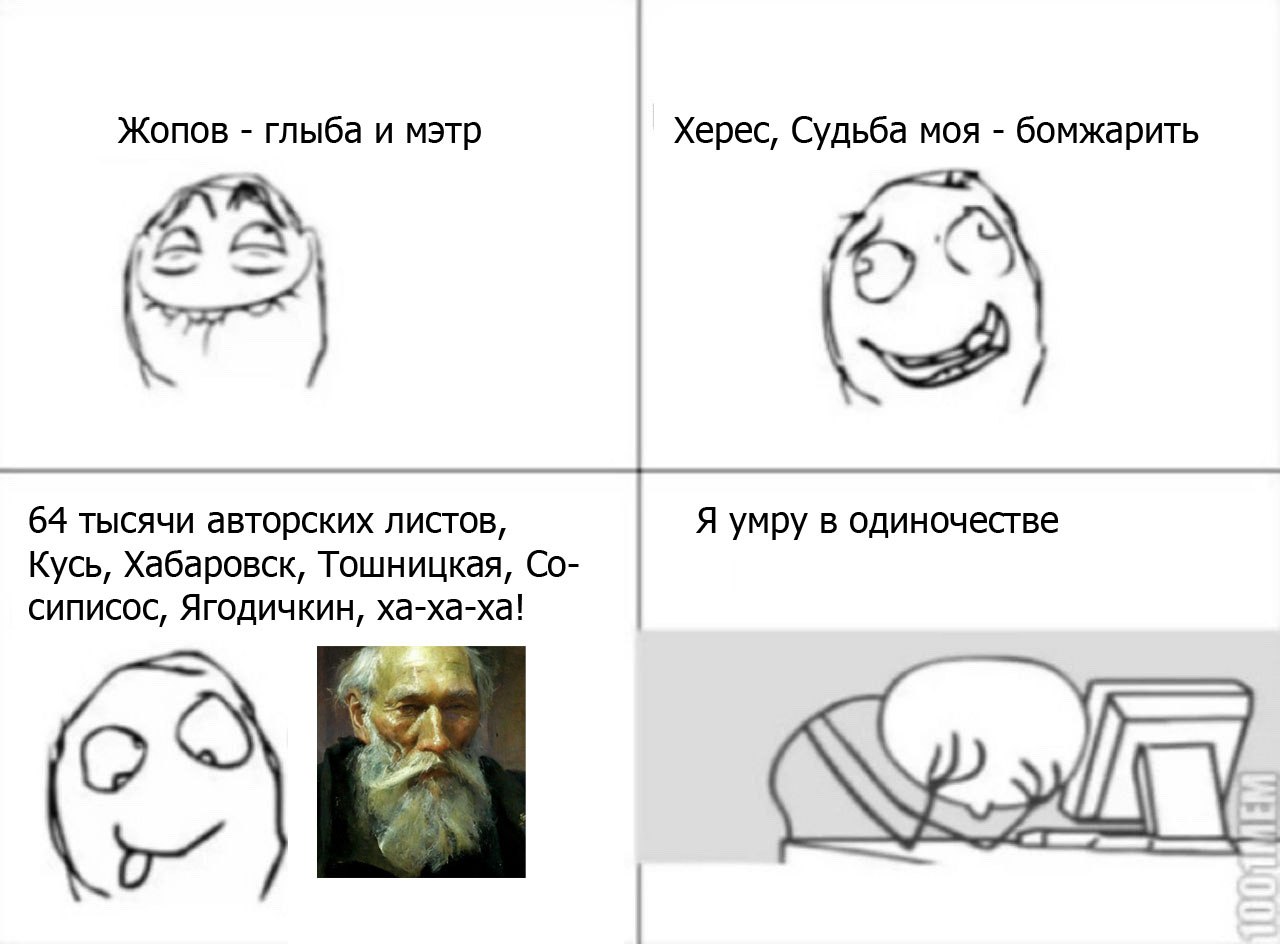 Жопов - глыба и мэтр
Херес, Судьба моя - бомжарить
64 тысячи авторских листов,
Кусь, Хабаровск, Тошницкая, Со-
сиписос, Ягодичкин, ха-ха-ха!
Я умру в одиночестве
1001MEM